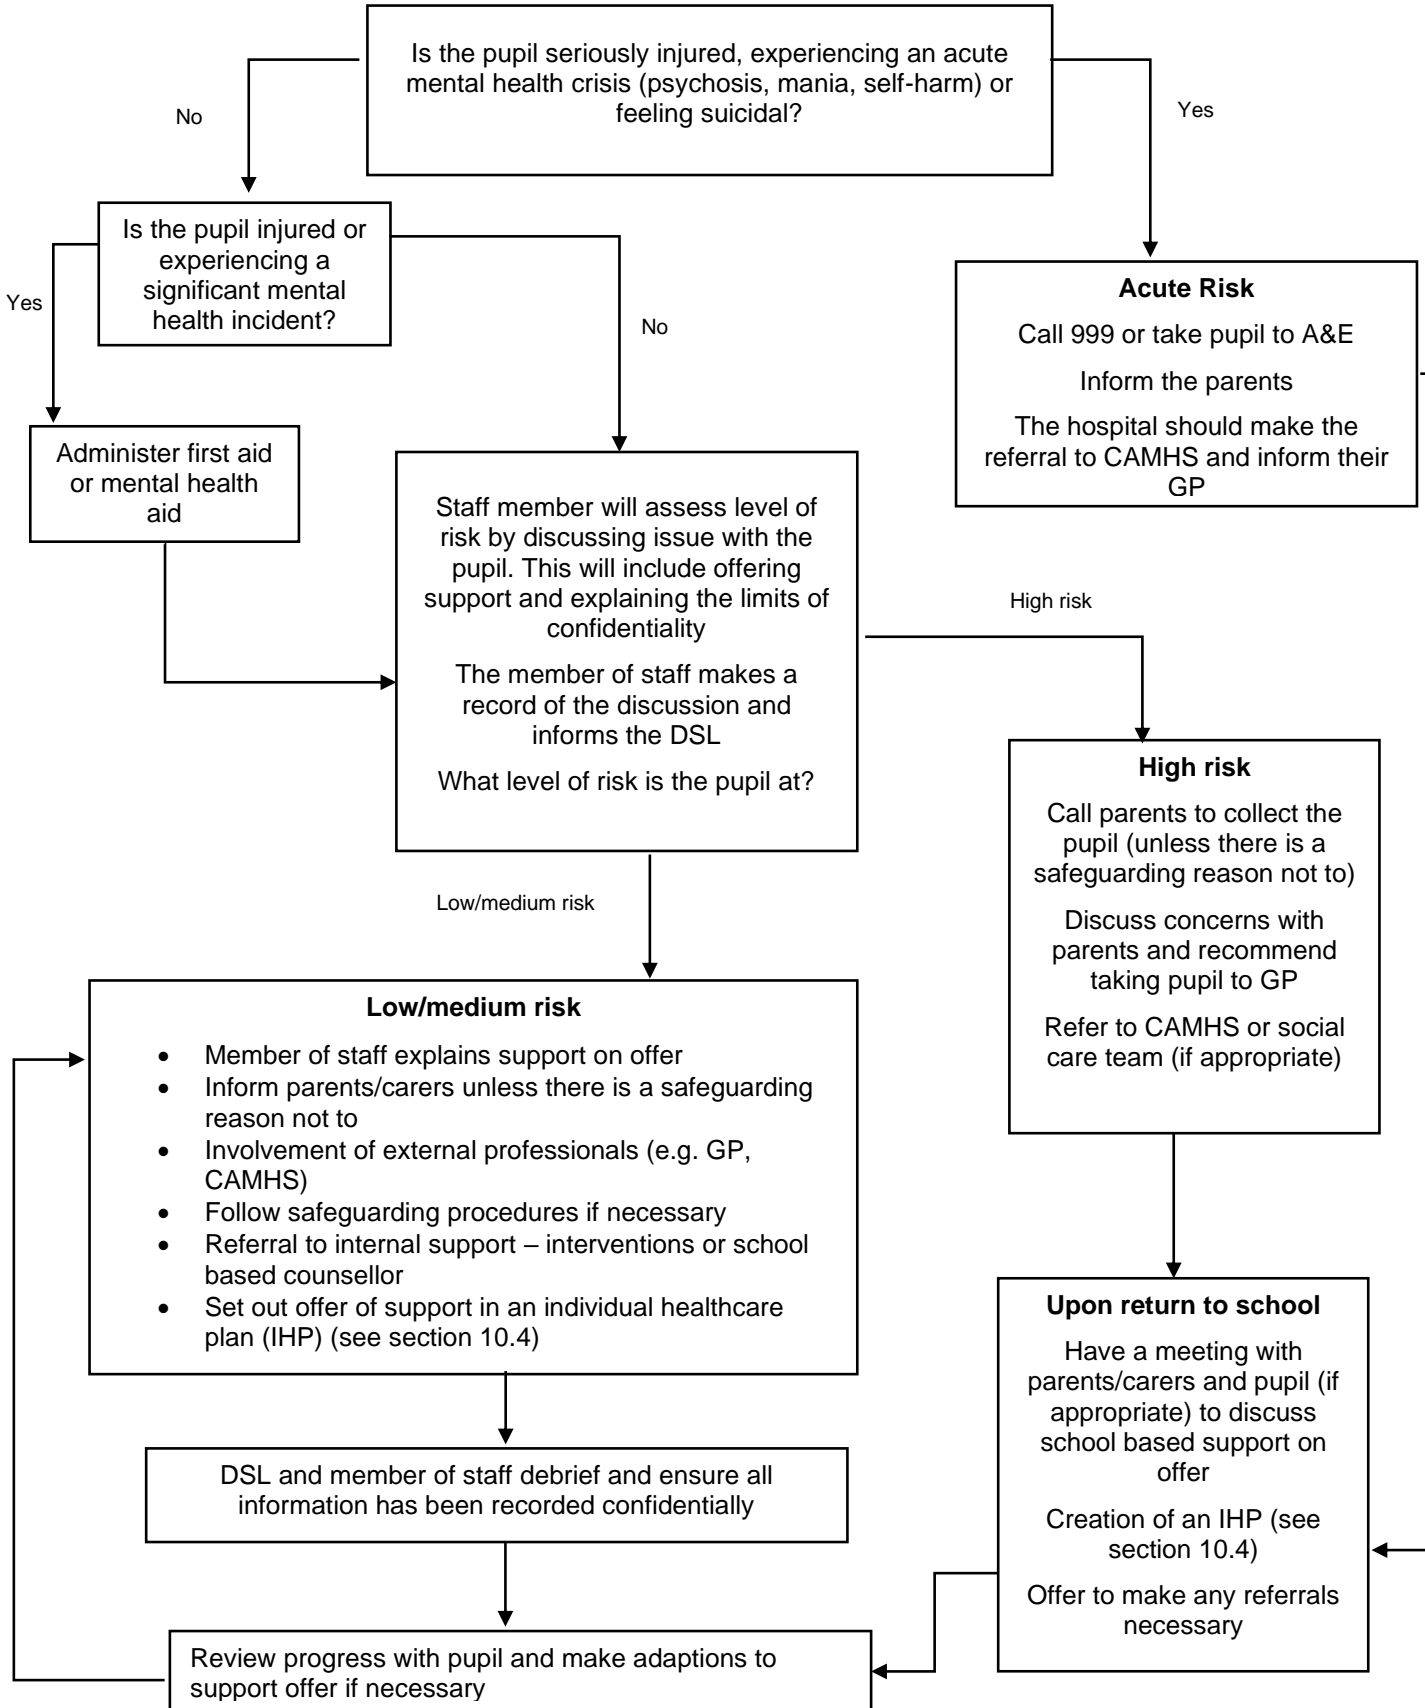 Is the pupil seriously injured, experiencing an acute
mental health crisis (psychosis, mania, self-harm) or
feeling suicidal?
No
Yes
Is the pupil injured or
experiencing a
significant mental
health incident?
Yes
No
Acute Risk
Call 999 or take pupil to A&E
Inform the parents
The hospital should make the
referral to CAMHS and inform their
GP
Administer first aid
or mental health
aid
Staff member will assess level of
risk by discussing issue with the
pupil. This will include offering
support and explaining the limits of
confidentiality
The member of staff makes a
record of the discussion and
informs the DSL
What level of risk is the pupil at?
High risk
High risk
Call parents to collect the
pupil (unless there is a
safeguarding reason not to)
Discuss concerns with
parents and recommend
taking pupil to GP
Refer to CAMHS or social
care team (if appropriate)
Low/medium risk
Low/medium risk
• Member of staff explains support on offer
• Inform parents/carers unless there is a safeguarding
reason not to
• Involvement of external professionals (e.g. GP,
CAMHS)
• Follow safeguarding procedures if necessary
• Referral to internal support – interventions or school
based counsellor
• Set out offer of support in an individual healthcare
plan (IHP) (see section 10.4)
Upon return to school
Have a meeting with
parents/carers and pupil (if
appropriate) to discuss
school based support on
offer
Creation of an IHP (see
section 10.4)
Offer to make any referrals
necessary
DSL and member of staff debrief and ensure all
information has been recorded confidentially
Review progress with pupil and make adaptions to
support offer if necessary